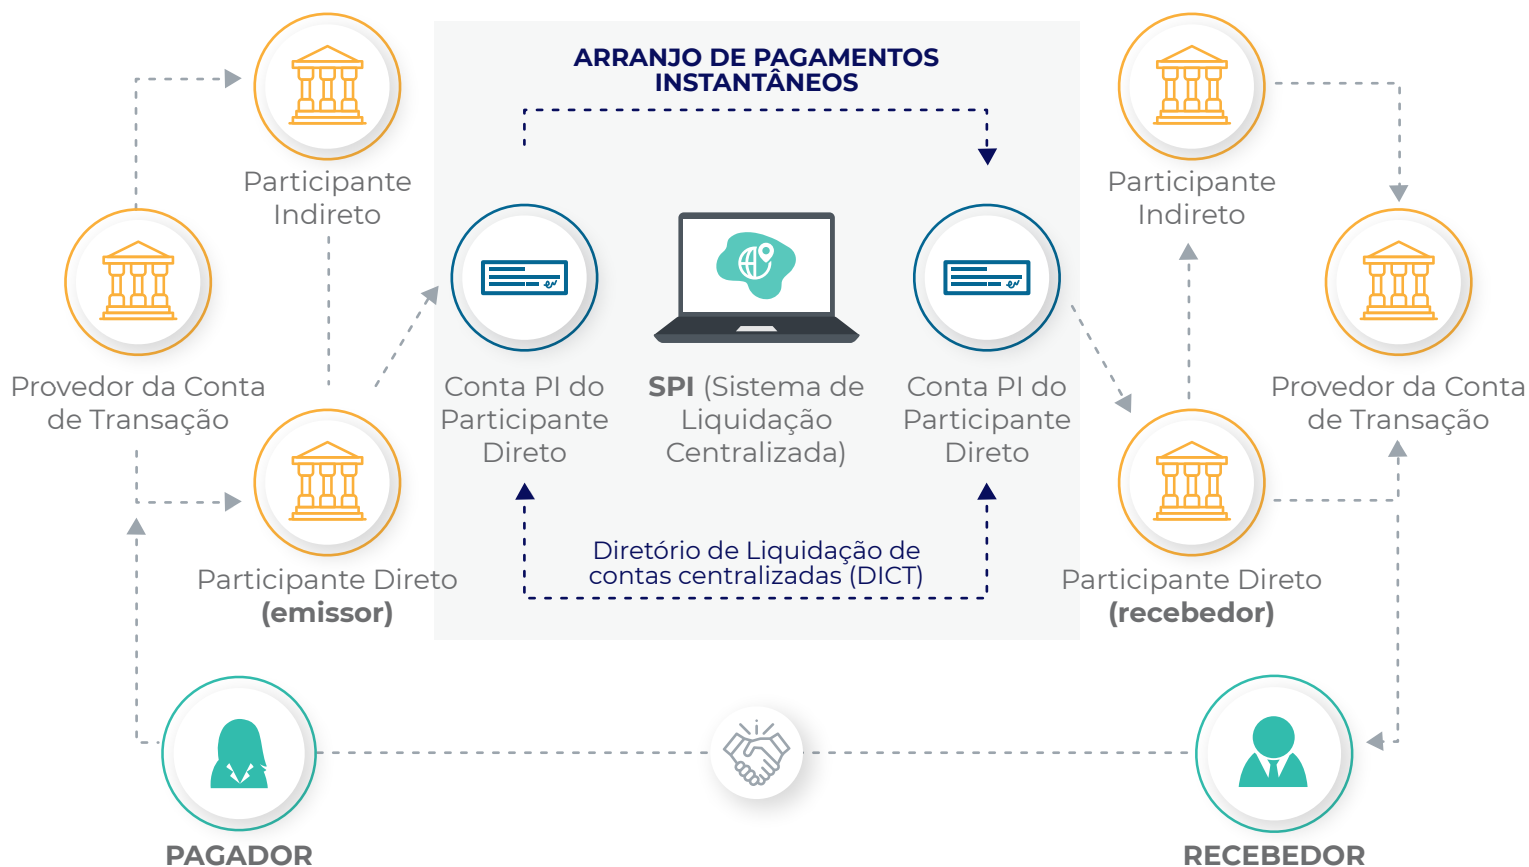 ARRANJO DE PAGAMENTOS
INSTANTÂNEOS
Participante
Indireto
Participante
Indireto
Provedor da Conta
de Transação
Conta PI do
Participante
Direto
SPI (Sistema de
Liquidação
Centralizada)
Conta PI do
Participante
Direto
Provedor da Conta
de Transação
Diretório de Liquidação de
contas centralizadas (DICT)
Participante Direto
(emissor)
Participante Direto
(recebedor)
PAGADOR
RECEBEDOR